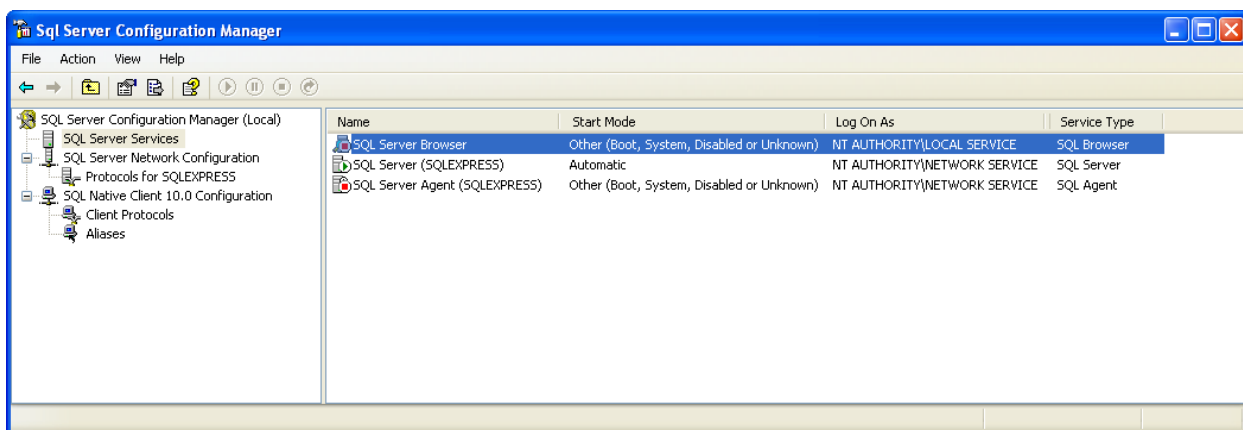 Sql Server Configuration Manager
File Action View Help
SQL Server Configuration Manager (Local)
SQL Server Services
SQL Server Network Configuration
Protocols for SQLEXPRESS
SQL Native Client 10.0 Configuration
Client Protocols
Aliases
Name Start Mode Log On As Service Type
SQL Server Browser Other (Boot, System, Disabled or Unknown) NT AUTHORITY\LOCAL SERVICE SQL Browser
SQL Server (SQLEXPRESS) Automatic NT AUTHORITY\NETWORK SERVICE SQL Server
SQL Server Agent (SQLEXPRESS) Other (Boot, System, Disabled or Unknown) NT AUTHORITY\NETWORK SERVICE SQL Agent